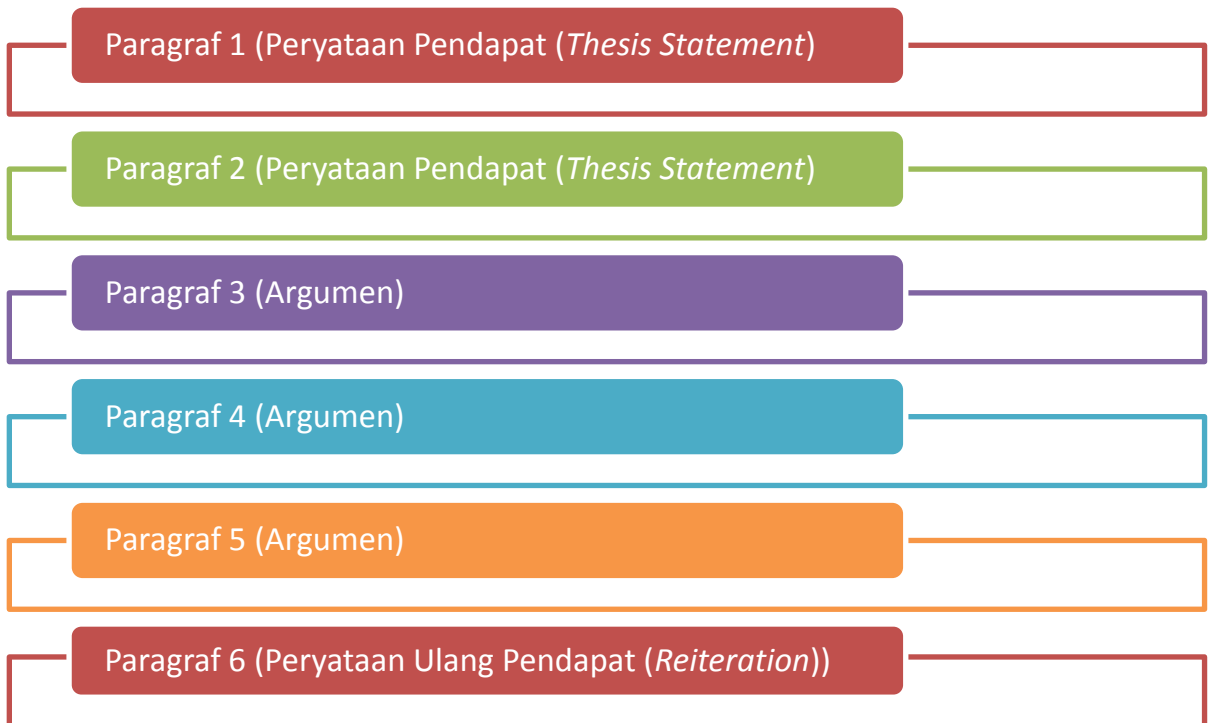 Paragraf 1 (Peryataan Pendapat (Thesis Statement)
Paragraf 2 (Peryataan Pendapat (Thesis Statement)
Paragraf 3 (Argumen)
Paragraf 4 (Argumen)
Paragraf 5 (Argumen)
Paragraf 6 (Peryataan Ulang Pendapat (Reiteration))